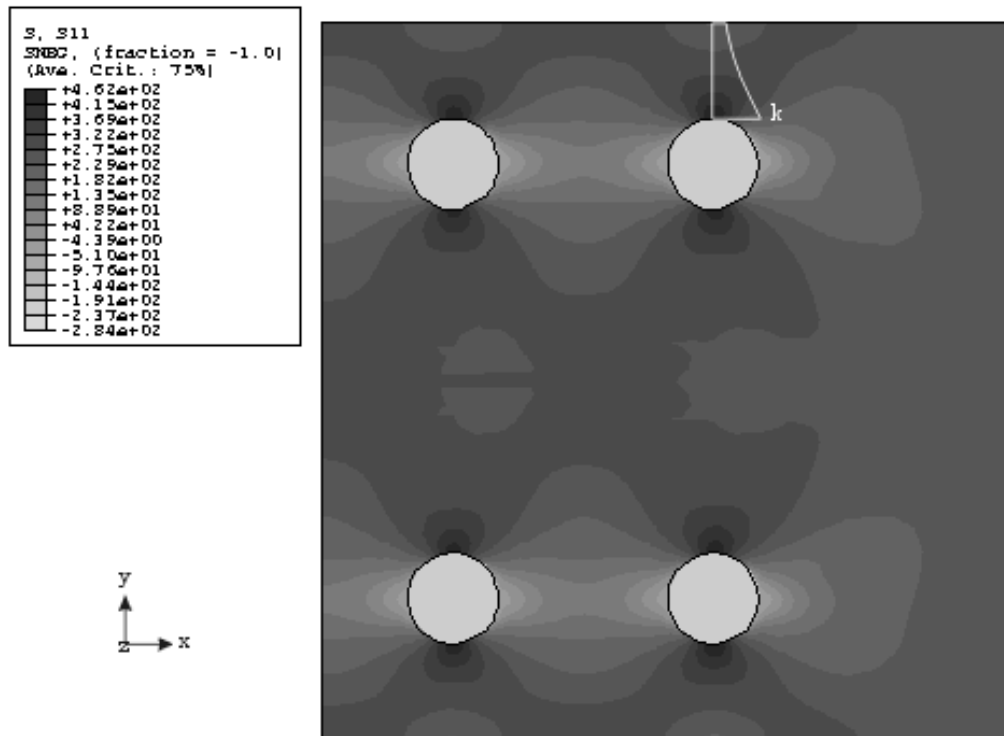 S, S11
SNEG, (fraction = -1.0)
(Ave. Crit.: 75%)
+4.62e+02
+4.15e+02
+3.69e+02
+3.22e+02
+2.75e+02
+2.29e+02
+1.82e+02
+1.35e+02
+8.89e+01
+4.22e+01
-4.39e+00
-5.10e+01
-9.76e+01
-1.44e+02
-1.91e+02
-2.37e+02
-2.84e+02
k
y
z
x